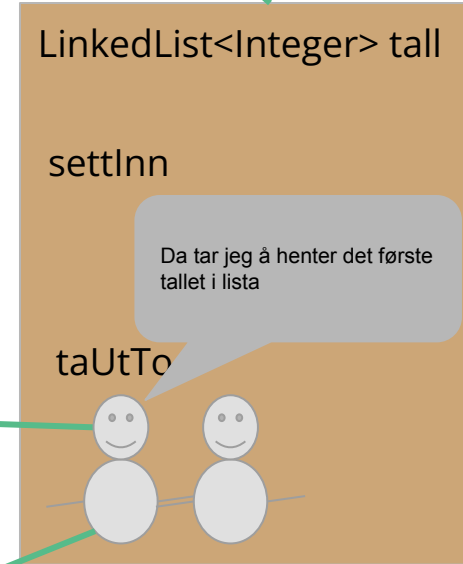 LinkedList<Integer> tall
settInn
Da tar jeg å henter det første
tallet i lista
taUtTo